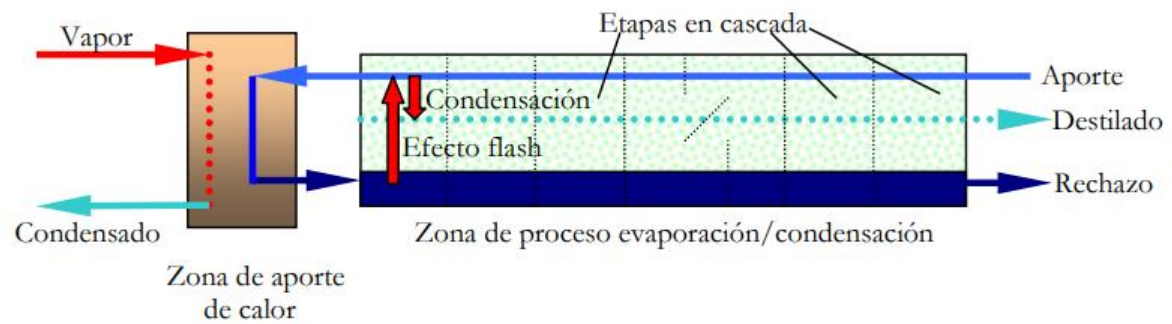 Etapas en cascada
Vapor
Aporte
Condensación
Destilado
Efecto flash
Rechazo
Condensado
Zona de proceso evaporación/condensación
Zona de aporte
de calor